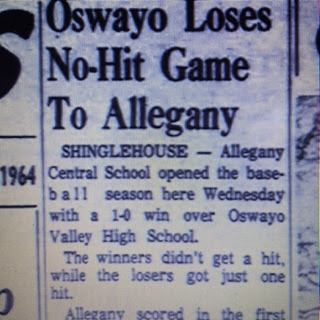 Oswayo Loses
No-Hit Game
To Allegany
SHINGLEHOUSE — Allegany
Central School opened the base-
ball season here Wednesday
with a 1-0 win over Oswayo
Valley High School.
The winners didn't get a hit,
while the losers got just one
hit.
Allegany scored in the first
1964